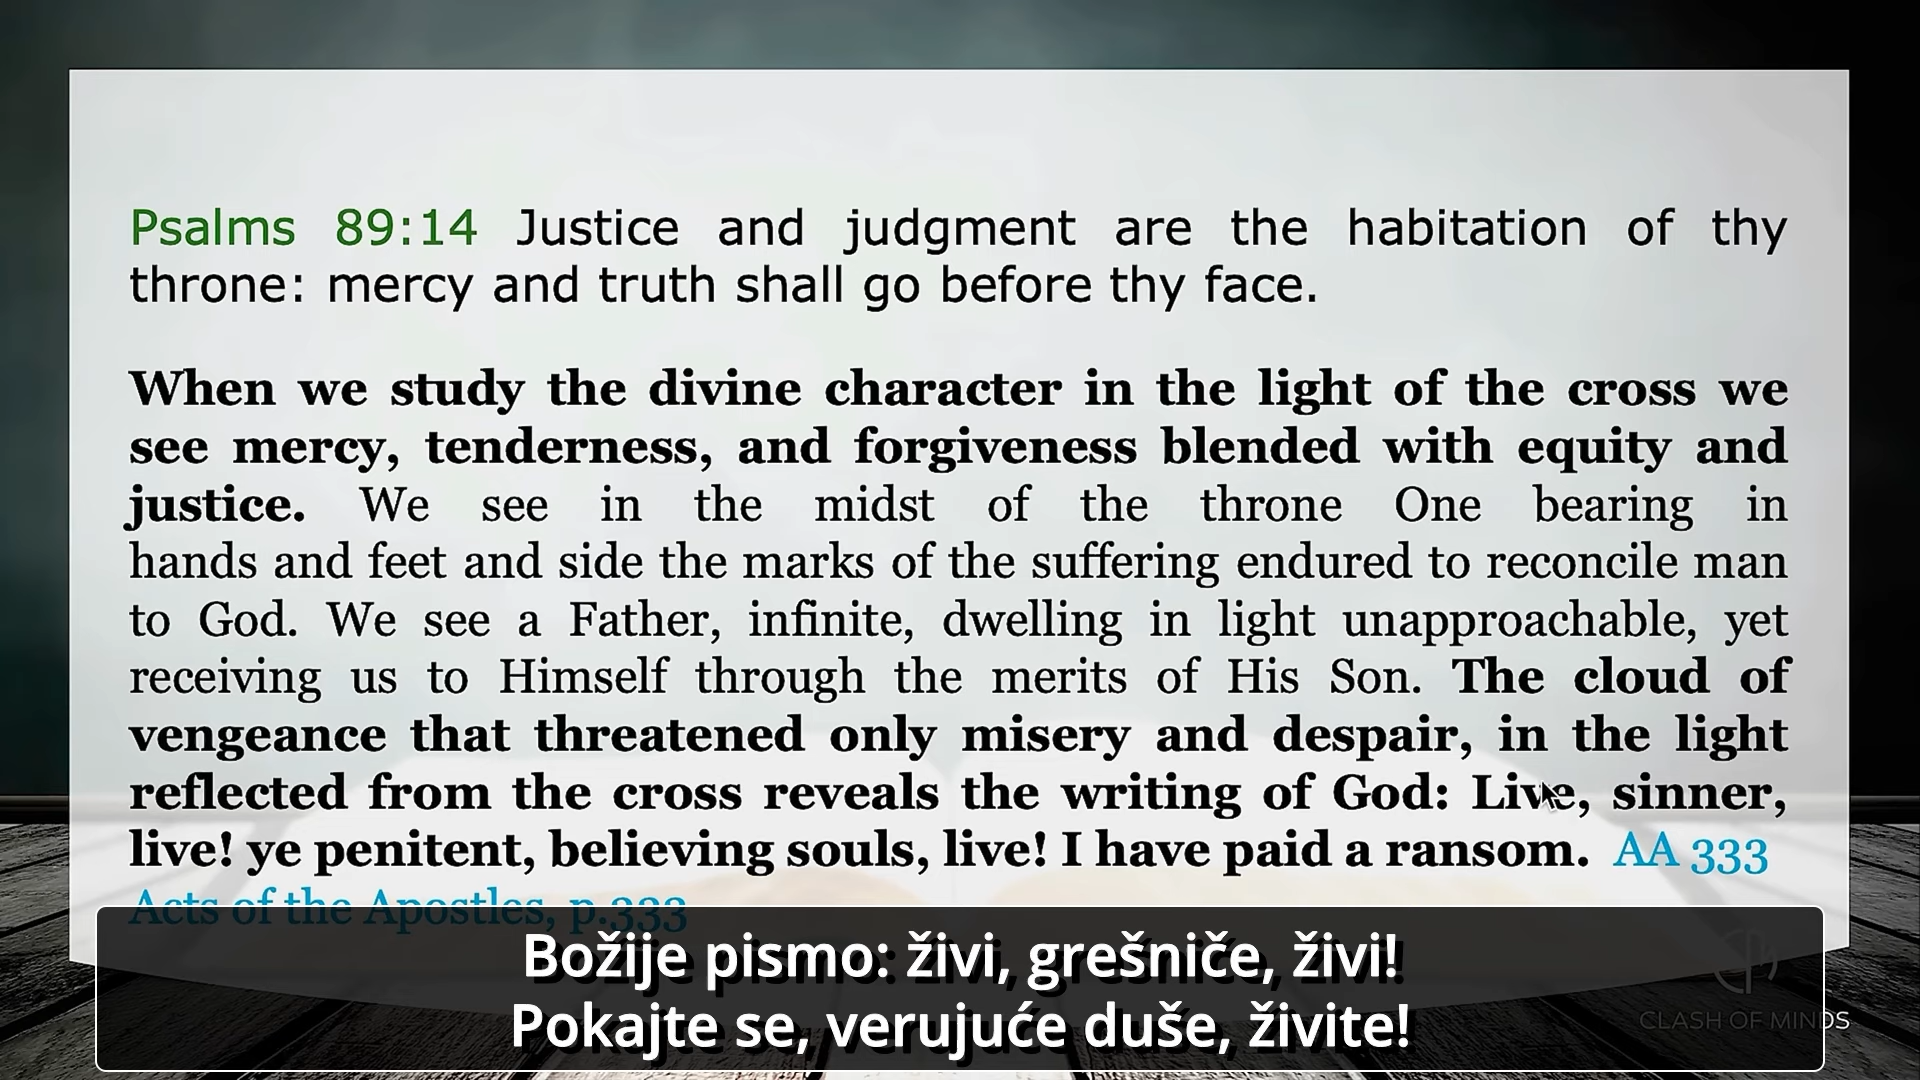 Psalms 89:14 Justice and judgment are the habitation of thy
throne: mercy and truth shall go before thy face.
When we study the divine character in the light of the cross we
see mercy, tenderness, and forgiveness blended with equity and
justice. We see in the midst of the throne One bearing in
hands and feet and side the marks of the suffering endured to reconcile man
to God. We see a Father, infinite, dwelling in light unapproachable, yet
receiving us to Himself through the merits of His Son. The cloud of
vengeance that threatened only misery and despair, in the light
reflected from the cross reveals the writing of God: Live, sinner,
live! ye penitent, believing souls, live! I have paid a ransom. AA 333
Acts of the Apostles, p.333
Božije pismo: živi, grešniče, živi!
Pokajte se, verujuće duše, živite!
CLASH OF MINDS